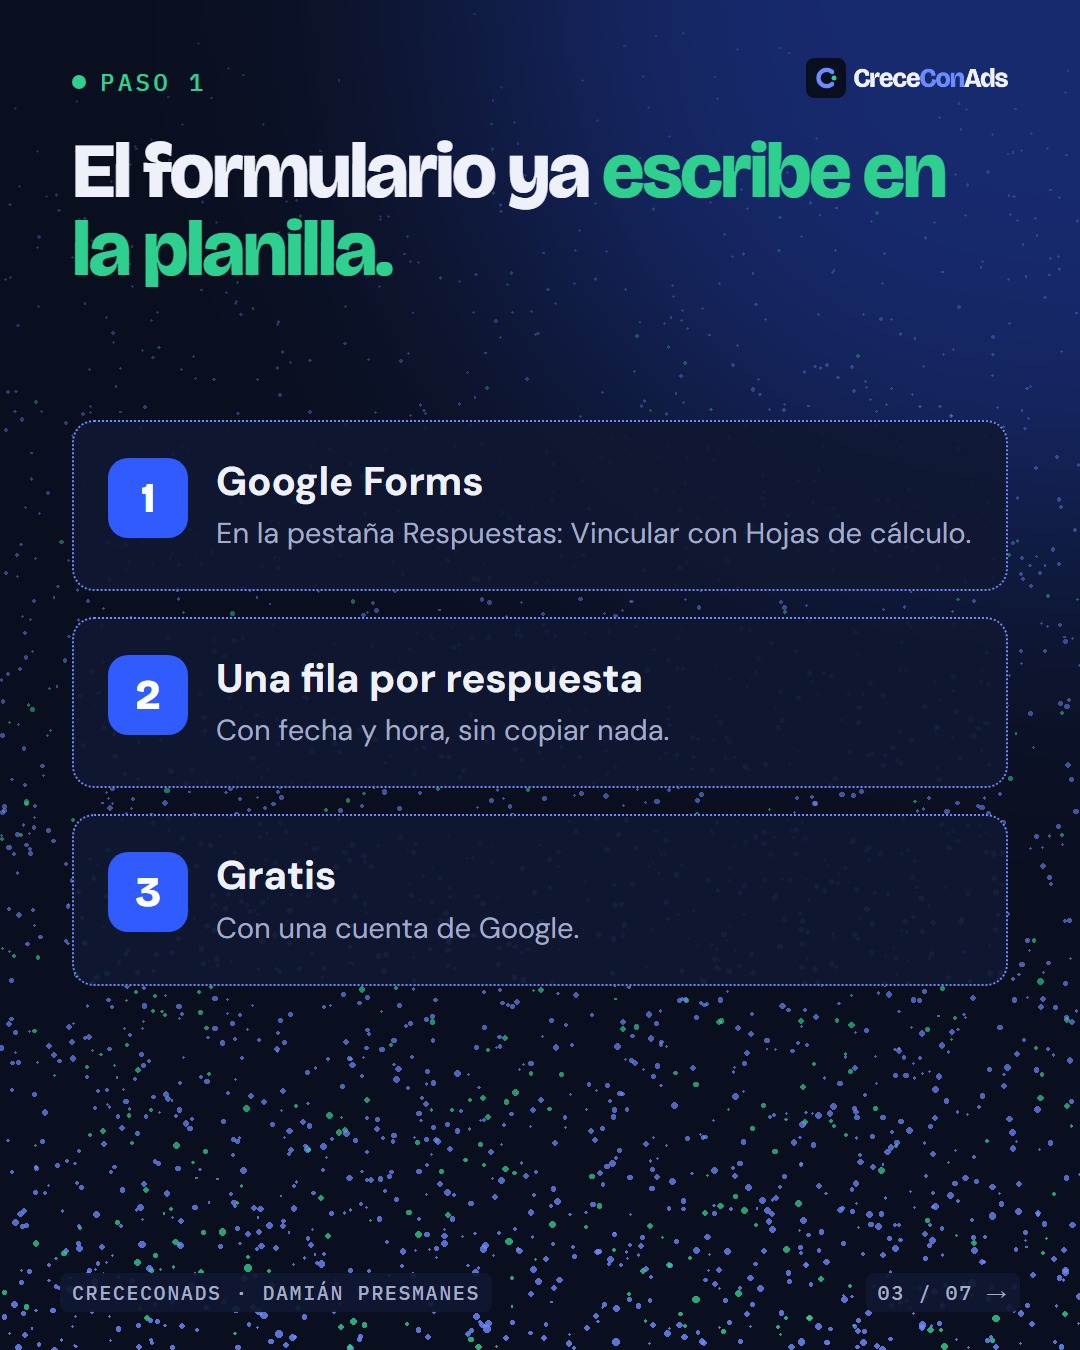 PASO 1
CreceConAds
El formulario ya escribe en
la planilla.
1
Google Forms
En la pestaña Respuestas: Vincular con Hojas de cálculo.
2
Una fila por respuesta
Con fecha y hora, sin copiar nada.
3
Gratis
Con una cuenta de Google.
CRECECONADS · DAMIÁN PRESMANES
03 / 07 →